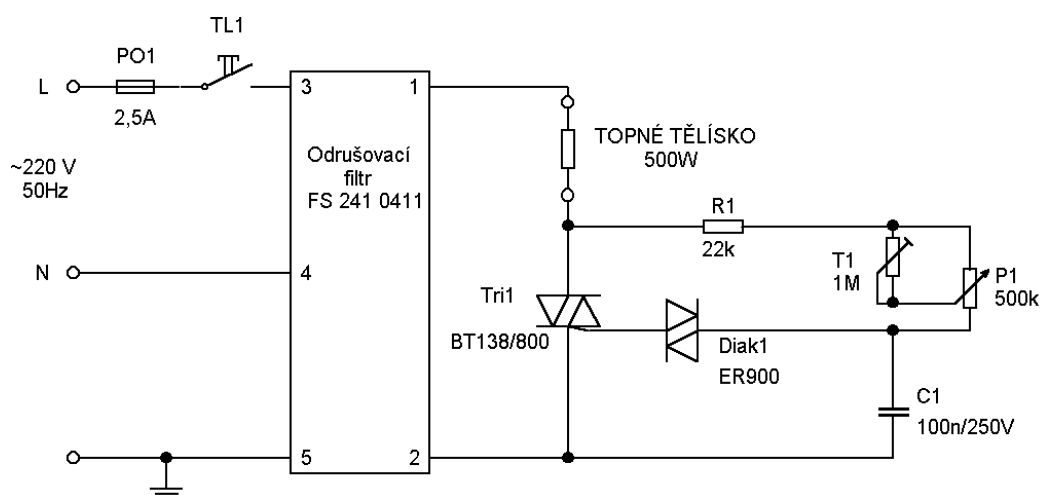 TL1
PO1
L
2,5A
~220 V
50Hz
N
3
1
Odrušovací
filtr
FS 241 0411
4
5
2
TOPNÉ TĚLÍSKO
500W
R1
22k
T1
1M
P1
500k
Tri1
BT138/800
Diak1
ER900
C1
100n/250V